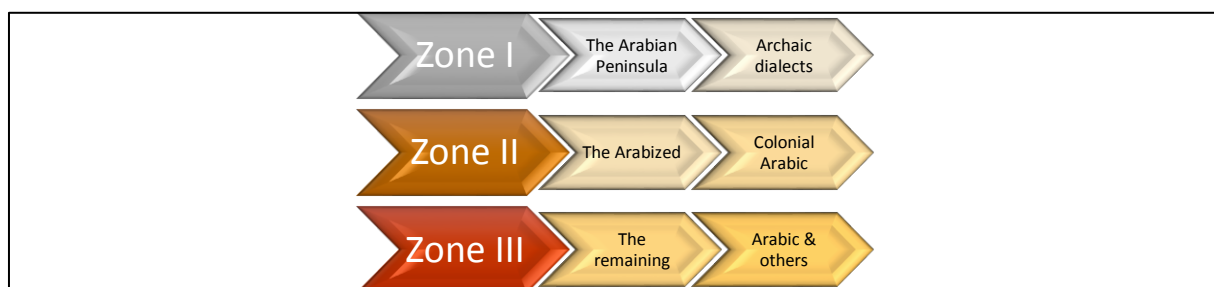 Zone I
The Arabian
Peninsula
Archaic
dialects
Zone II
The Arabized
Colonial
Arabic
Zone III
The
remaining
Arabic &
others